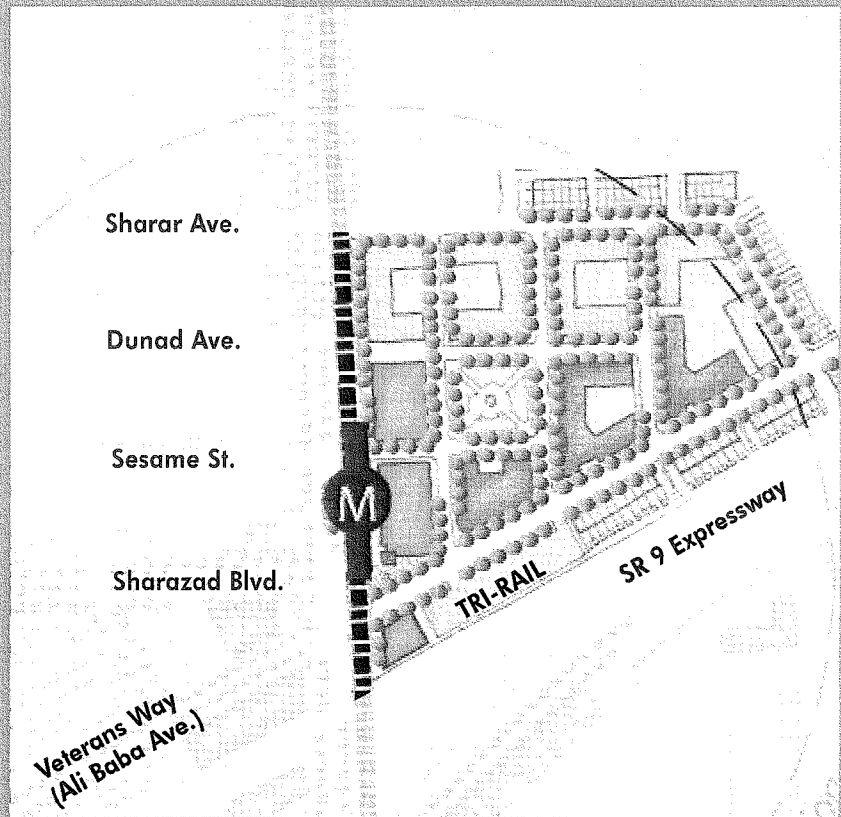 Sharar Ave.
Dunad Ave.
Sesame St.
M
Sharazad Blvd.
SR 9 Expressway
TRI-RAIL
Veterans Way
(Ali Baba Ave.)